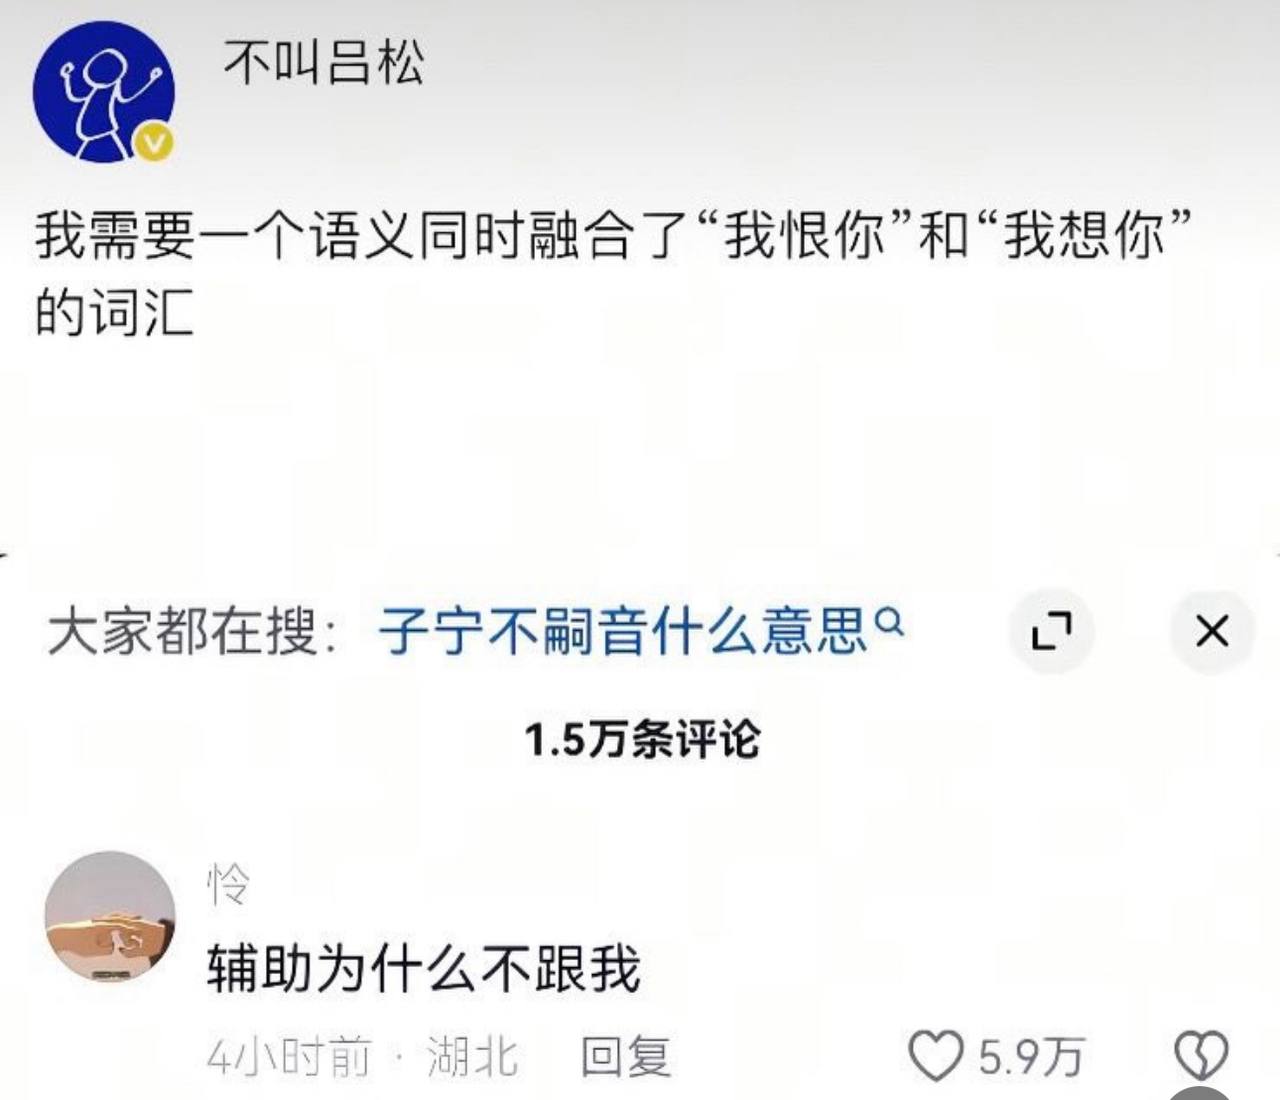 不叫吕松
我需要一个语义同时融合了“我恨你”和“我想你”
的词汇
大家都在搜：子宁不嗣音什么意思
1.5万条评论
怜
辅助为什么不跟我
4小时前 · 湖北 回复 5.9万